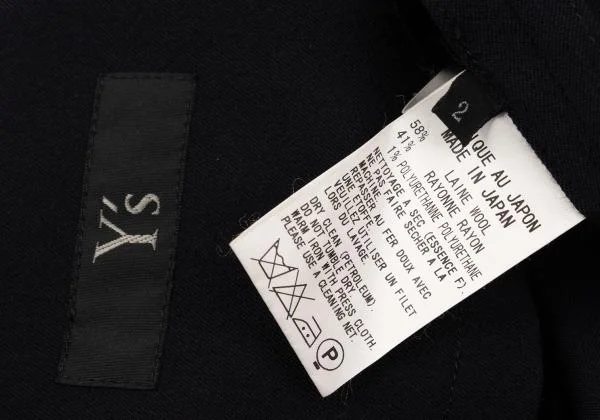 Y's
2
IQUE AU JAPON
MADE IN JAPAN
58% LAINE WOOL
41% RAYONNE RAYON
1% POLYURETHANNE POLYURETHANE
NETTOYAGE A SEC (ESSENCE F).
NE PAS FAIRE SECHER A LA
MACHINE.
REPASSER AU FER DOUX AVEC
UNE ETOFFE.
VEUILLEZ UTILISER UN FILET
LORS DU LAVAGE.
DRY CLEAN (PETROLEUM).
DO NOT TUMBLE DRY.
WARM IRON WITH PRESS CLOTH.
PLEASE USE A CLEANING NET.
P